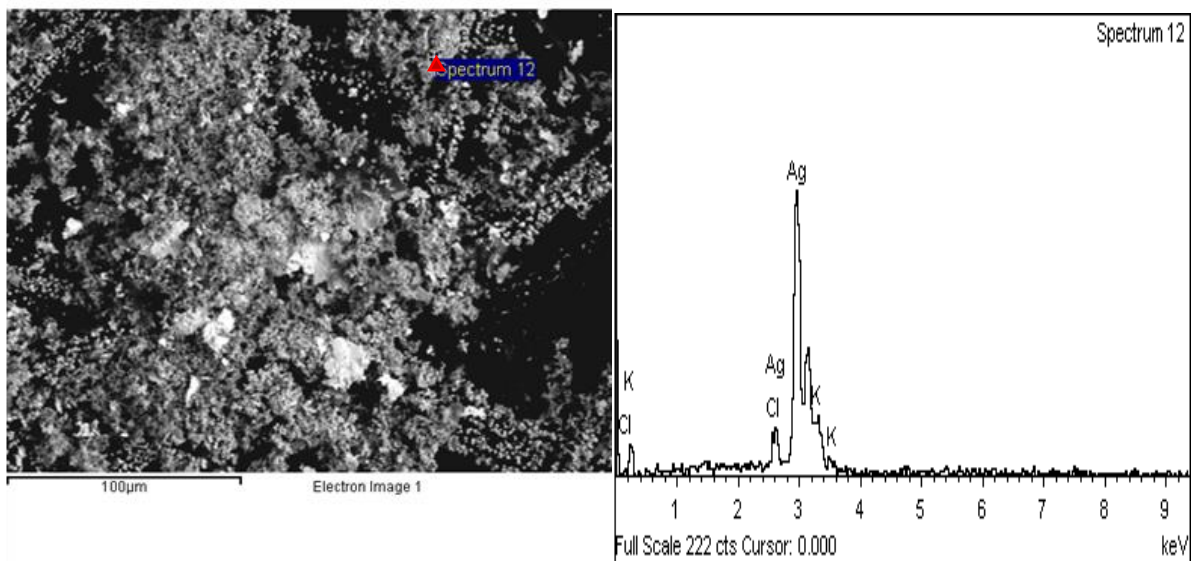 Spectrum 12
100µm
Electron Image 1
Spectrum 12
Ag
Ag
K
Cl
K
Cl
K
K
1 2 3 4 5 6 7 8 9
Full Scale 222 cts Cursor: 0.000
keV